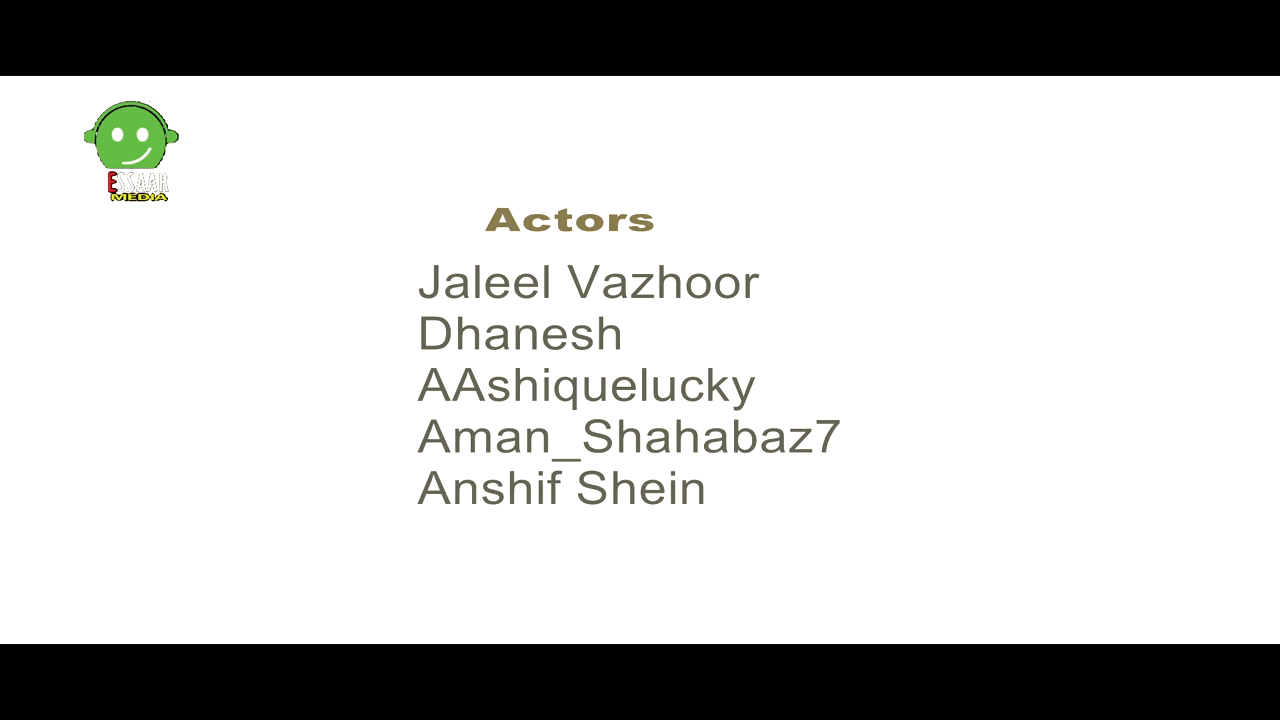 ESSAAR
MEDIA
Actors
Jaleel Vazhoor
Dhanesh
AAshiquelucky
Aman_Shahabaz7
Anshif Shein